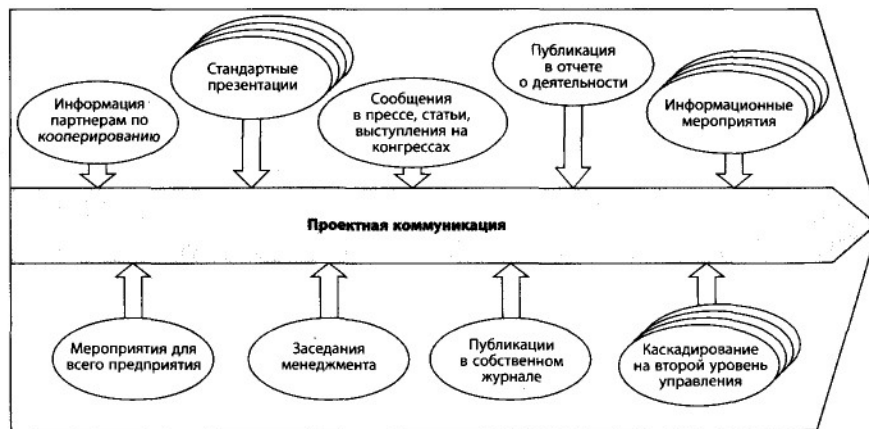 Информация
партнерам по
кооперированию
Стандартные
презентации
Сообщения
в прессе, статьи,
выступления на
конгрессах
Публикация
в отчете
о деятельности
Информационные
мероприятия
Проектная коммуникация
Мероприятия для
всего предприятия
Заседания
менеджмента
Публикации
в собственном
журнале
Каскадирование
на второй уровень
управления